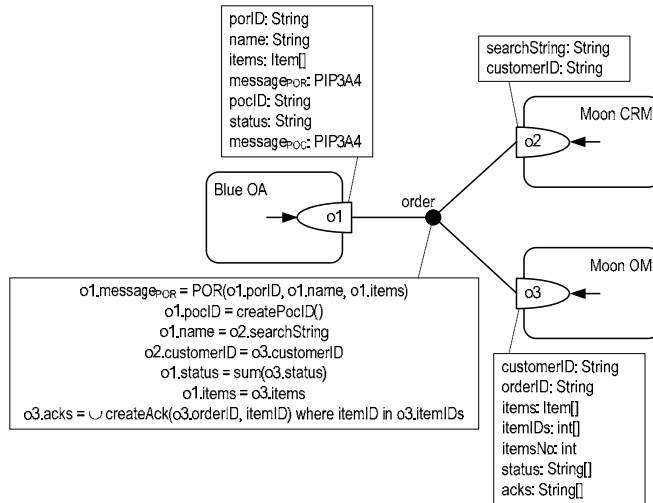 porID: String
name: String
items: Item[]
messagePOR: PIP3A4
pocID: String
status: String
messagePOC: PIP3A4
searchString: String
customerID: String
Moon CRM
o2
Blue OA
o1
order
Moon OM
o3
o1.messagePOR = POR(o1.porID, o1.name, o1.items)
o1.pocID = createPocID()
o1.name = o2.searchString
o2.customerID = o3.customerID
o1.status = sum(o3.status)
o1.items = o3.items
o3.acks = ∪ createAck(o3.orderID, itemID) where itemID in o3.itemIDs
customerID: String
orderID: String
items: Item[]
itemIDs: int[]
itemsNo: int
status: String[]
acks: String[]